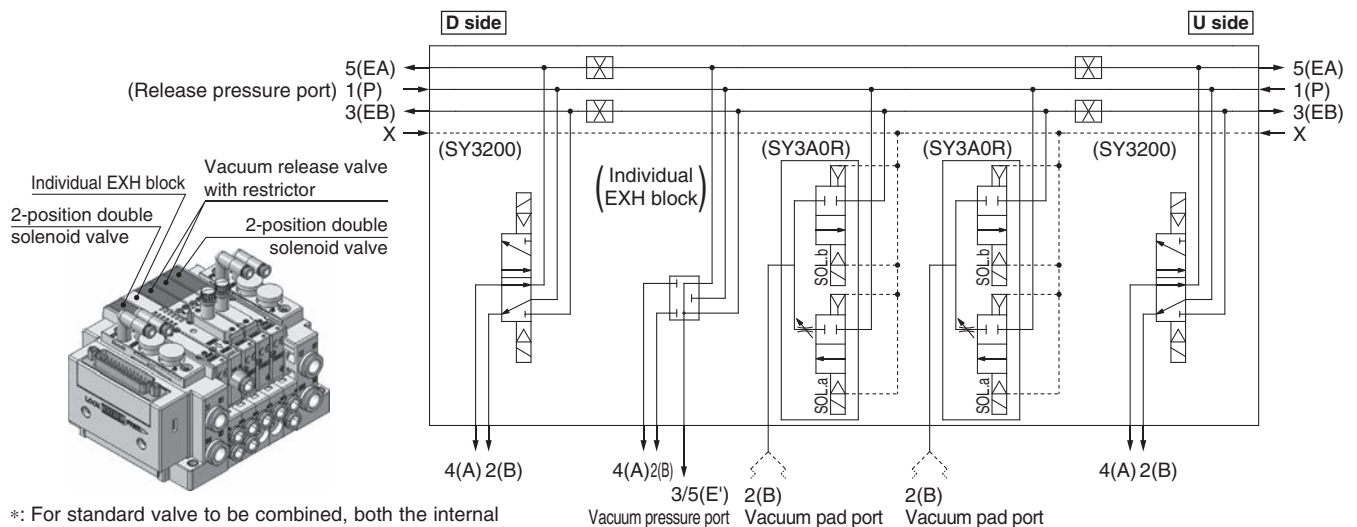 D side
U side
5(EA)
5(EA)
(Release pressure port) 1(P)
1(P)
3(EB)
3(EB)
X
X
(SY3200)
(Individual
EXH block)
(SY3A0R)
(SY3A0R)
(SY3200)
Individual EXH block
Vacuum release valve
with restrictor
2-position double
solenoid valve
2-position double
solenoid valve
SOL.b
SOL.b
SOL.a
SOL.a
4(A) 2(B)
4(A) 2(B)
3/5(E')
Vacuum pressure port
2(B)
Vacuum pad port
2(B)
Vacuum pad port
4(A) 2(B)
*: For standard valve to be combined, both the internal